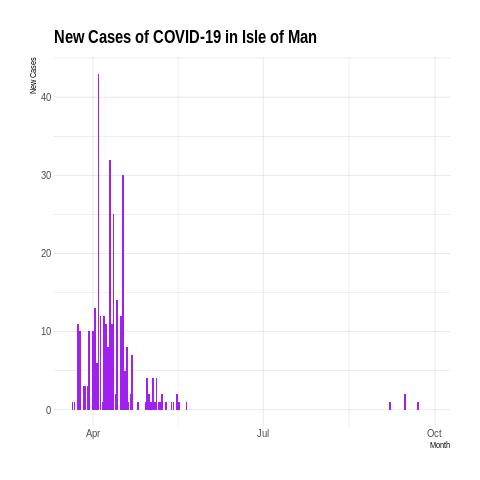 New Cases of COVID-19 in Isle of Man
New Cases
40
30
20
10
0
Apr
Jul
Oct
Month